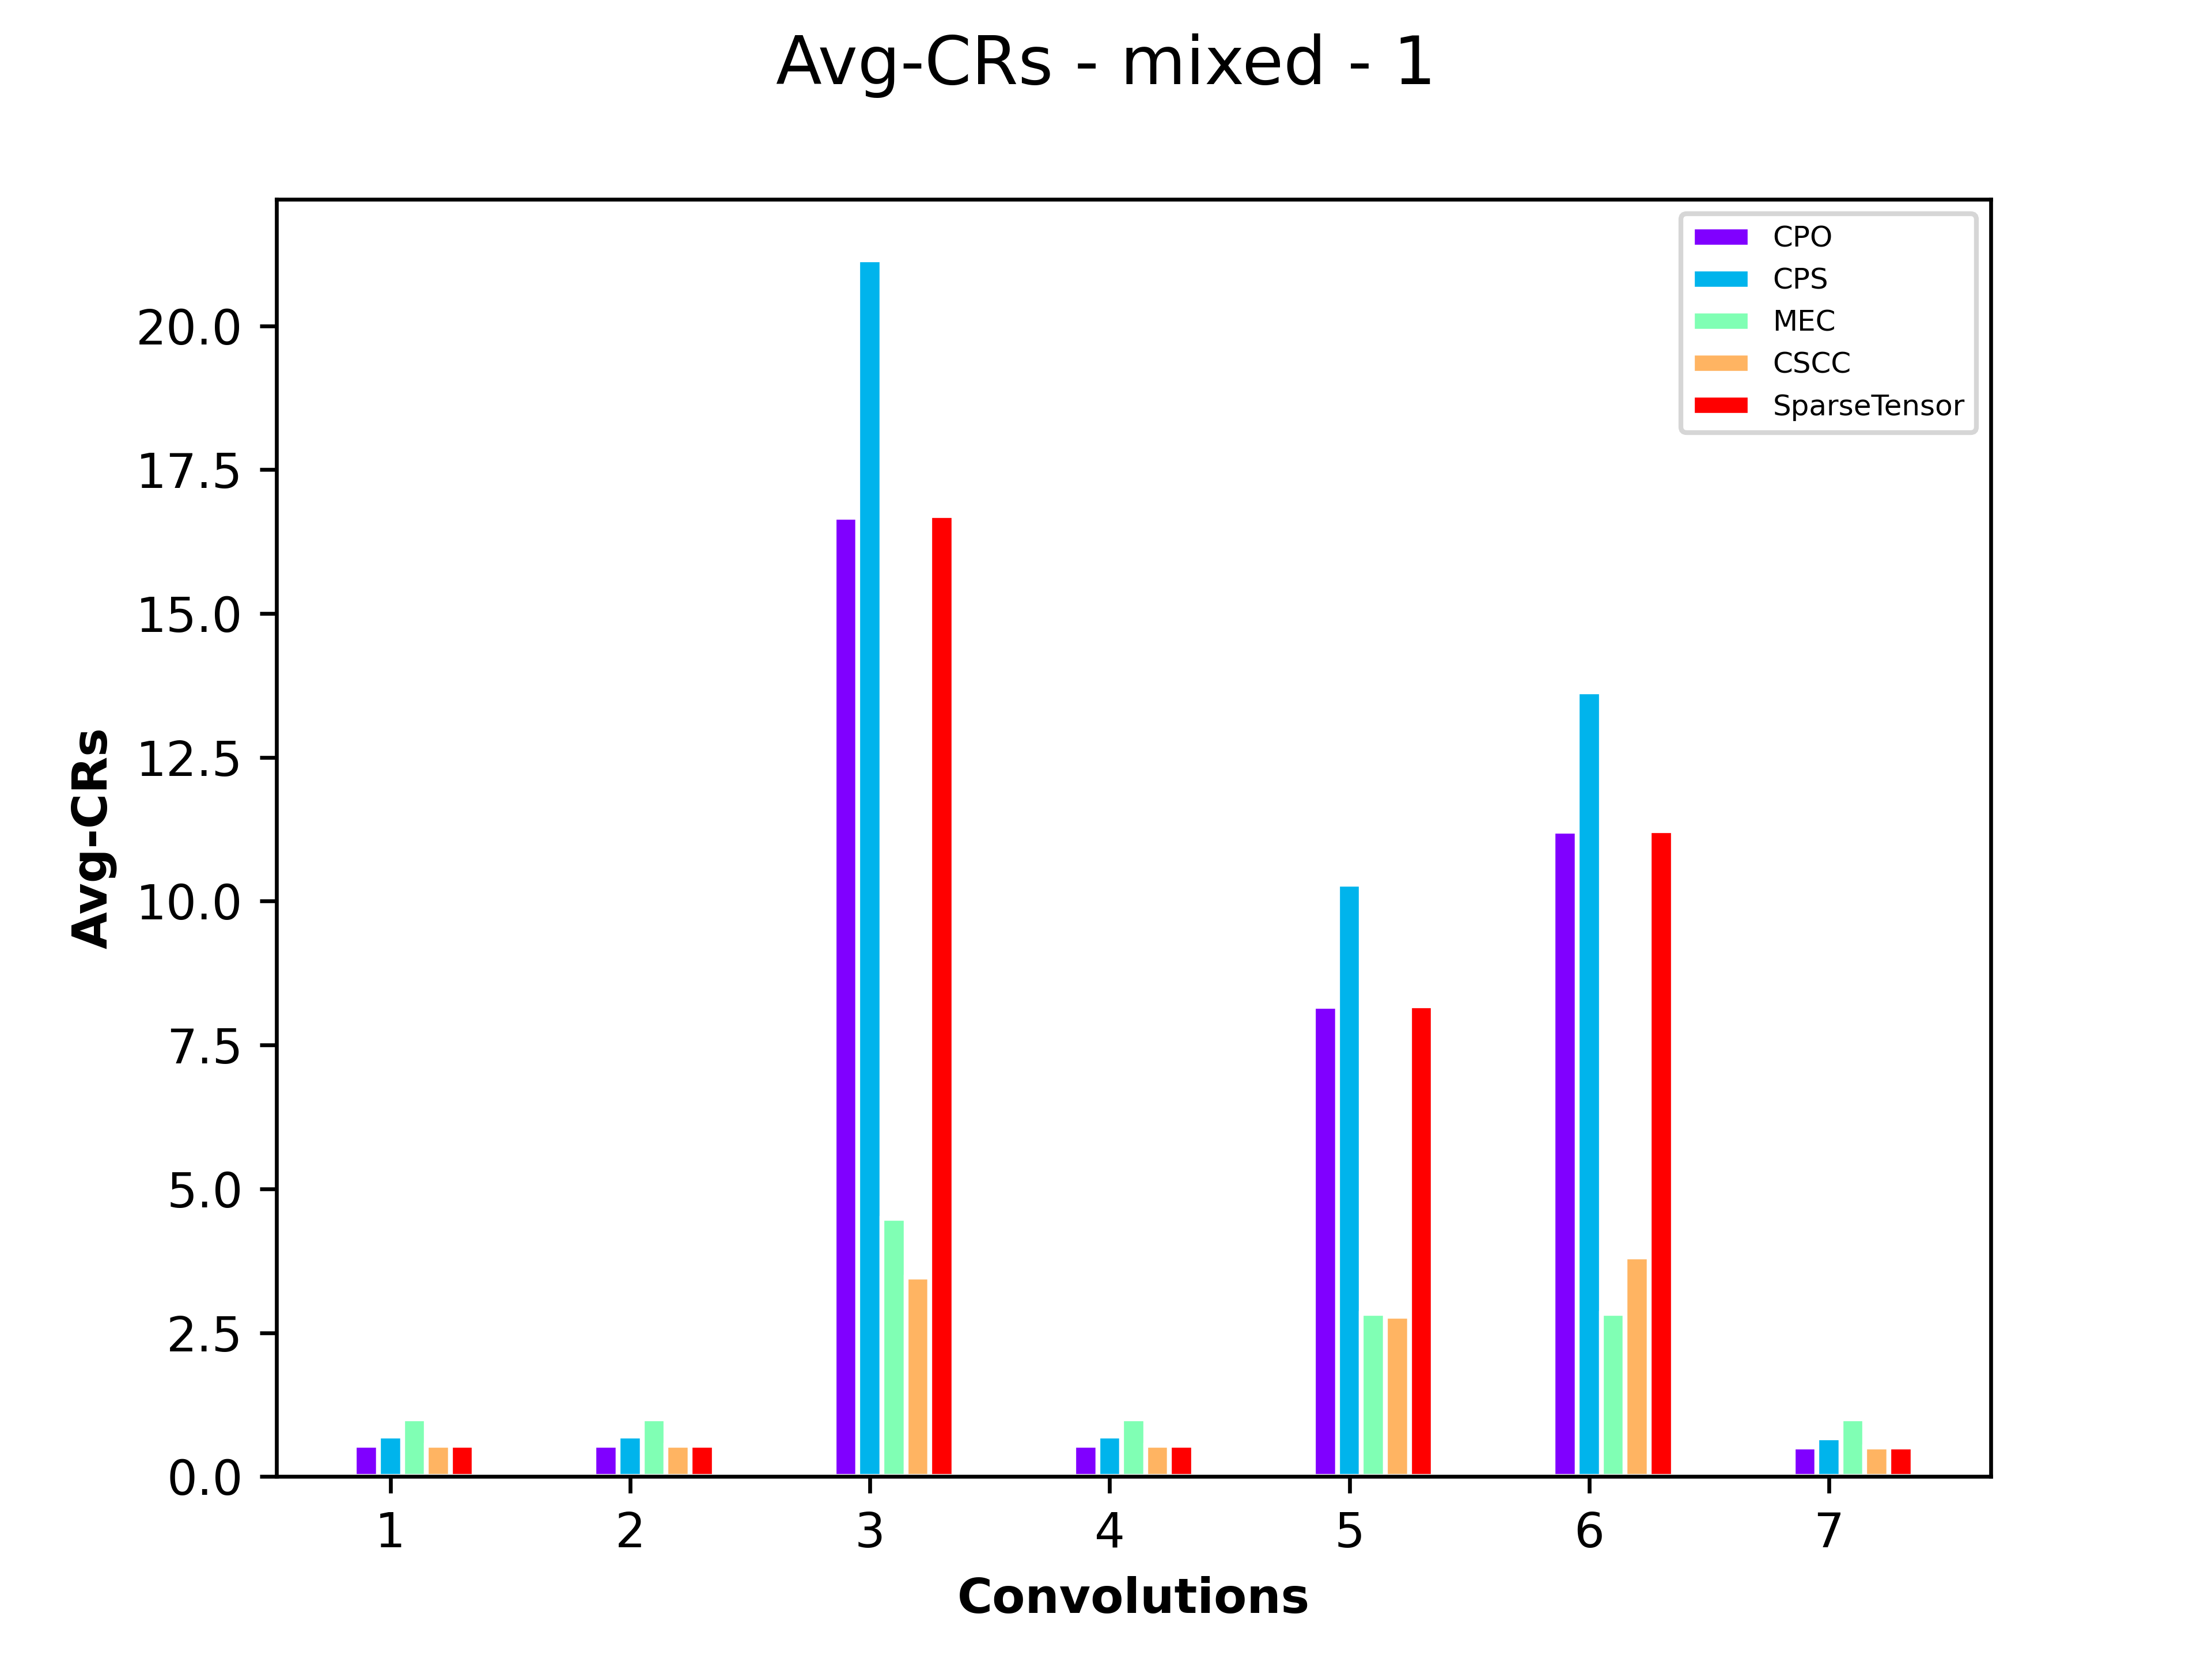 Avg-CRs - mixed - 1
CPO
CPS
MEC
CSCC
SparseTensor
20.0
17.5
15.0
12.5
10.0
7.5
5.0
2.5
0.0
Avg-CRs
1 2 3 4 5 6 7
Convolutions